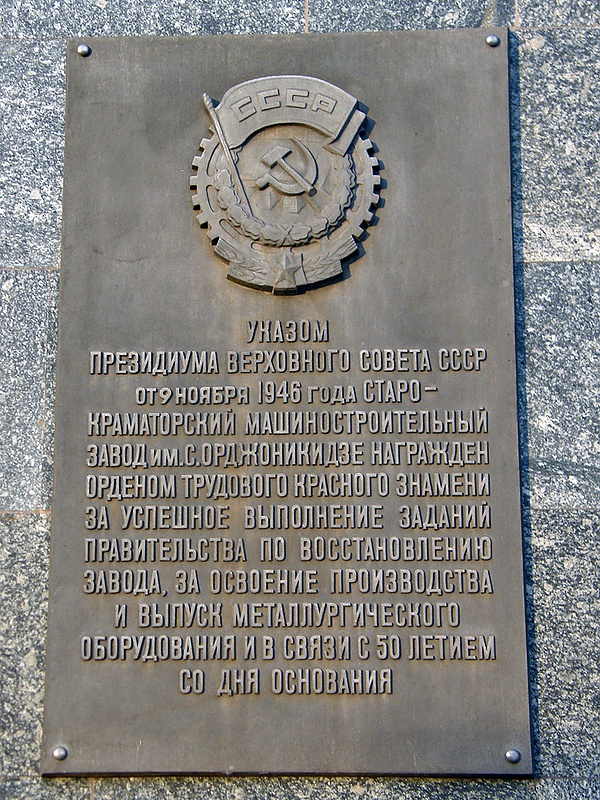 СССР
УКАЗОМ
ПРЕЗИДИУМА ВЕРХОВНОГО СОВЕТА СССР
ОТ 9 НОЯБРЯ 1946 ГОДА СТАРО-
КРАМАТОРСКИЙ МАШИНОСТРОИТЕЛЬНЫЙ
ЗАВОД ИМ. С. ОРДЖОНИКИДЗЕ НАГРАЖДЕН
ОРДЕНОМ ТРУДОВОГО КРАСНОГО ЗНАМЕНИ
ЗА УСПЕШНОЕ ВЫПОЛНЕНИЕ ЗАДАНИЙ
ПРАВИТЕЛЬСТВА ПО ВОССТАНОВЛЕНИЮ
ЗАВОДА, ЗА ОСВОЕНИЕ ПРОИЗВОДСТВА
И ВЫПУСК МЕТАЛЛУРГИЧЕСКОГО
ОБОРУДОВАНИЯ И В СВЯЗИ С 50 ЛЕТИЕМ
СО ДНЯ ОСНОВАНИЯ